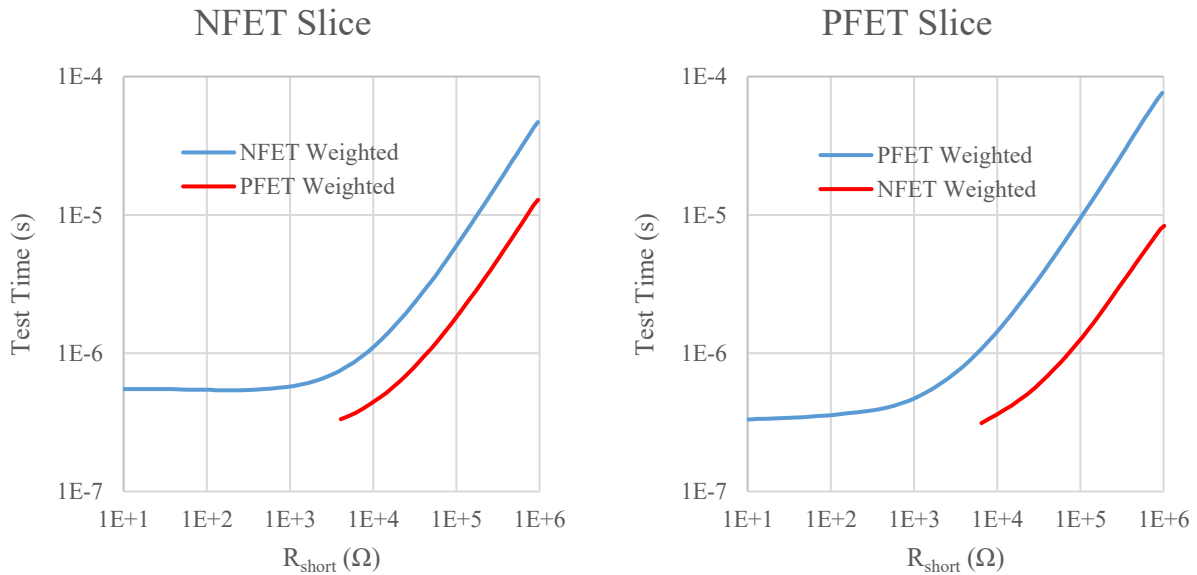 NFET Slice
1E-4
1E-5
1E-6
1E-7
Test Time (s)
NFET Weighted
PFET Weighted
1E+1 1E+2 1E+3 1E+4 1E+5 1E+6
R_short (Ω)
PFET Slice
1E-4
1E-5
1E-6
1E-7
Test Time (s)
PFET Weighted
NFET Weighted
1E+1 1E+2 1E+3 1E+4 1E+5 1E+6
R_short (Ω)